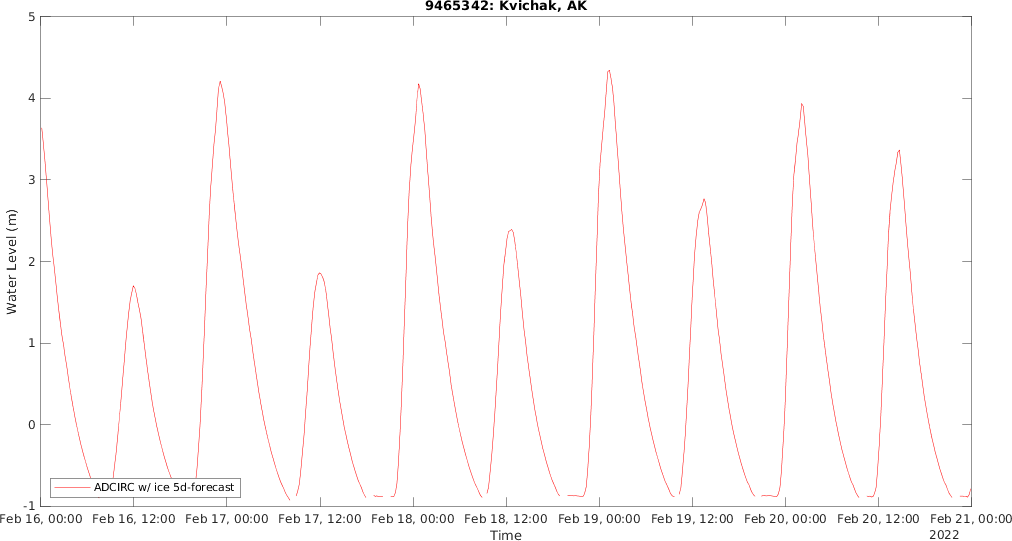 9465342: Kvichak, AK
5
4
3
2
1
0
-1
Water Level (m)
ADCIRC w/ ice 5d-forecast
Feb 16, 00:00 Feb 16, 12:00 Feb 17, 00:00 Feb 17, 12:00 Feb 18, 00:00 Feb 18, 12:00 Feb 19, 00:00 Feb 19, 12:00 Feb 20, 00:00 Feb 20, 12:00 Feb 21, 00:00
Time
2022